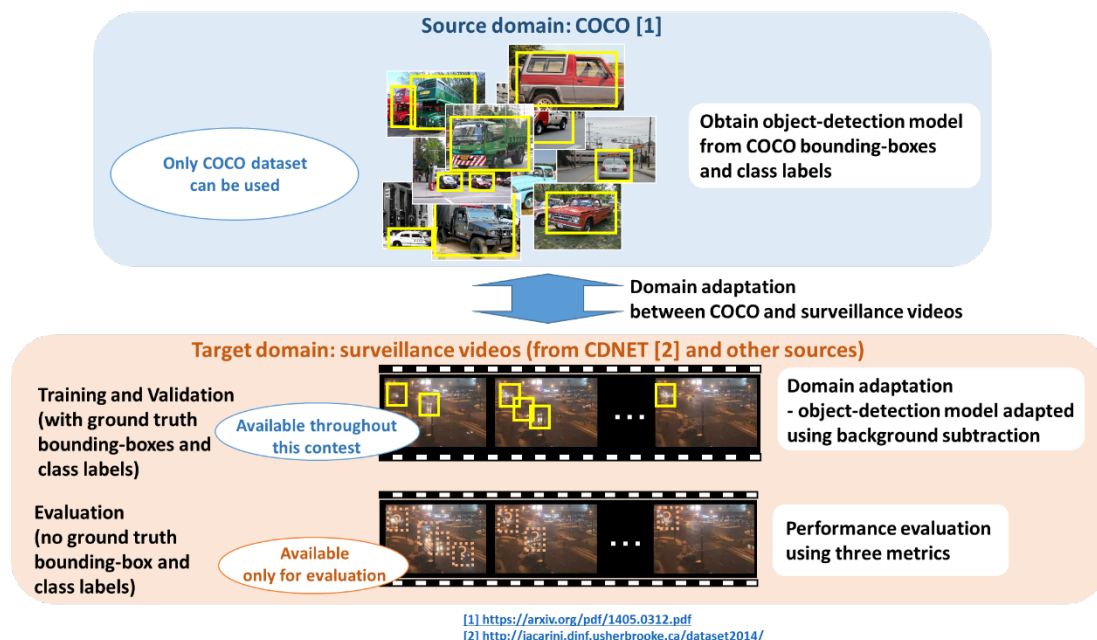 Source domain: COCO [1]
Only COCO dataset
can be used
Obtain object-detection model
from COCO bounding-boxes
and class labels
Domain adaptation
between COCO and surveillance videos
Target domain: surveillance videos (from CDNET [2] and other sources)
Training and Validation
(with ground truth
bounding-boxes and
class labels)
Available throughout
this contest
...
Domain adaptation
- object-detection model adapted
using background subtraction
Evaluation
(no ground truth
bounding-box and
class labels)
Available
only for evaluation
...
Performance evaluation
using three metrics
[1] https://arxiv.org/pdf/1405.0312.pdf
[2] http://jacarini.dinf.usherbrooke.ca/dataset2014/